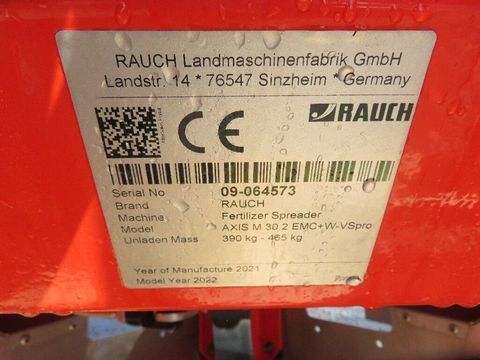 RAUCH Landmaschinenfabrik GmbH
Landstr. 14 * 76547 Sinzheim * Germany
CE
RAUCH
Serial No 09-064573
Brand RAUCH
Machine Fertilizer Spreader
Model AXIS M 30.2 EMC+W-VSpro
Unladen Mass 390 kg - 465 kg
Year of Manufacture 2021
Model Year 2022